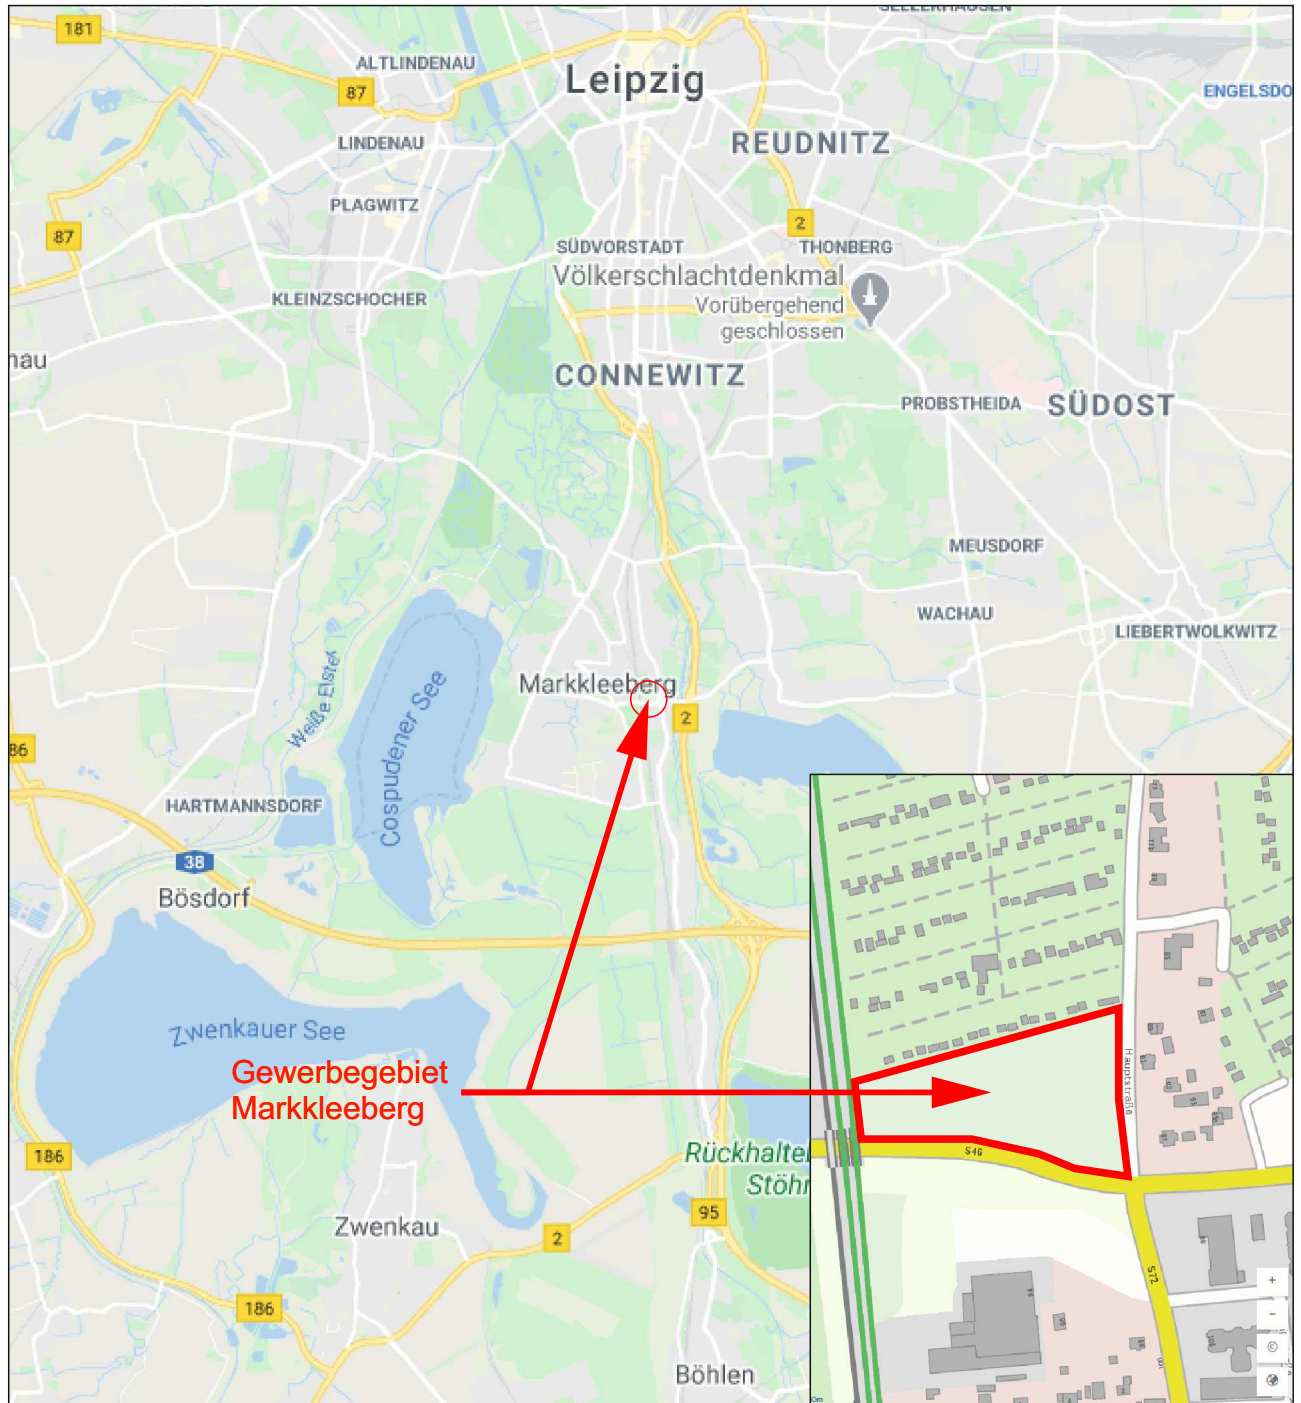 SELLERHAUSEN
181
ALTLINDENAU
87
Leipzig
ENGELSDO
LINDENAU
REUDNITZ
PLAGWITZ
87
2
SÜDVORSTADT
THONBERG
Völkerschlachtdenkmal
Vorübergehend
geschlossen
KLEINZSCHOCHER
nau
CONNEWITZ
PROBSTHEIDA
SÜDOST
MEUSDORF
WACHAU
LIEBERTWOLKWITZ
Weiße Elster
Cospudener See
Markkleeberg
2
86
HARTMANNSDORF
38
Bösdorf
Zwenkauer See
Gewerbegebiet
Markkleeberg
Hauptstraße
S46
186
Rückhalte
Stöhr
95
Zwenkau
2
S72
186
Böhlen
+
−
©